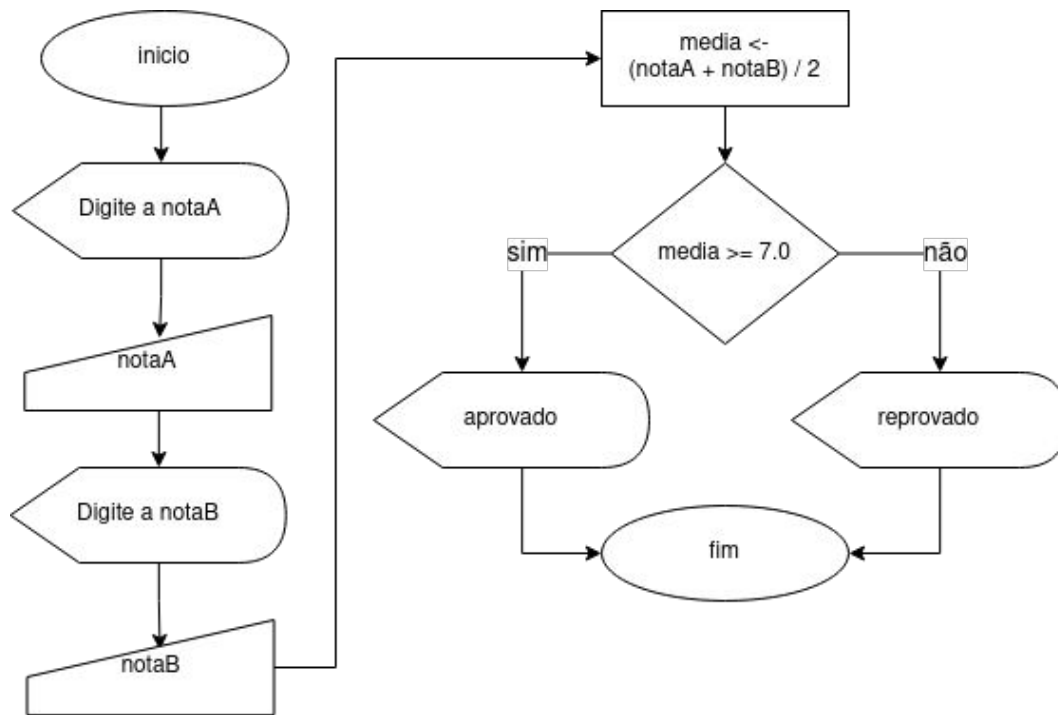 inicio
Digite a notaA
notaA
Digite a notaB
notaB
media <-
(notaA + notaB) / 2
media >= 7.0
sim
não
aprovado
reprovado
fim